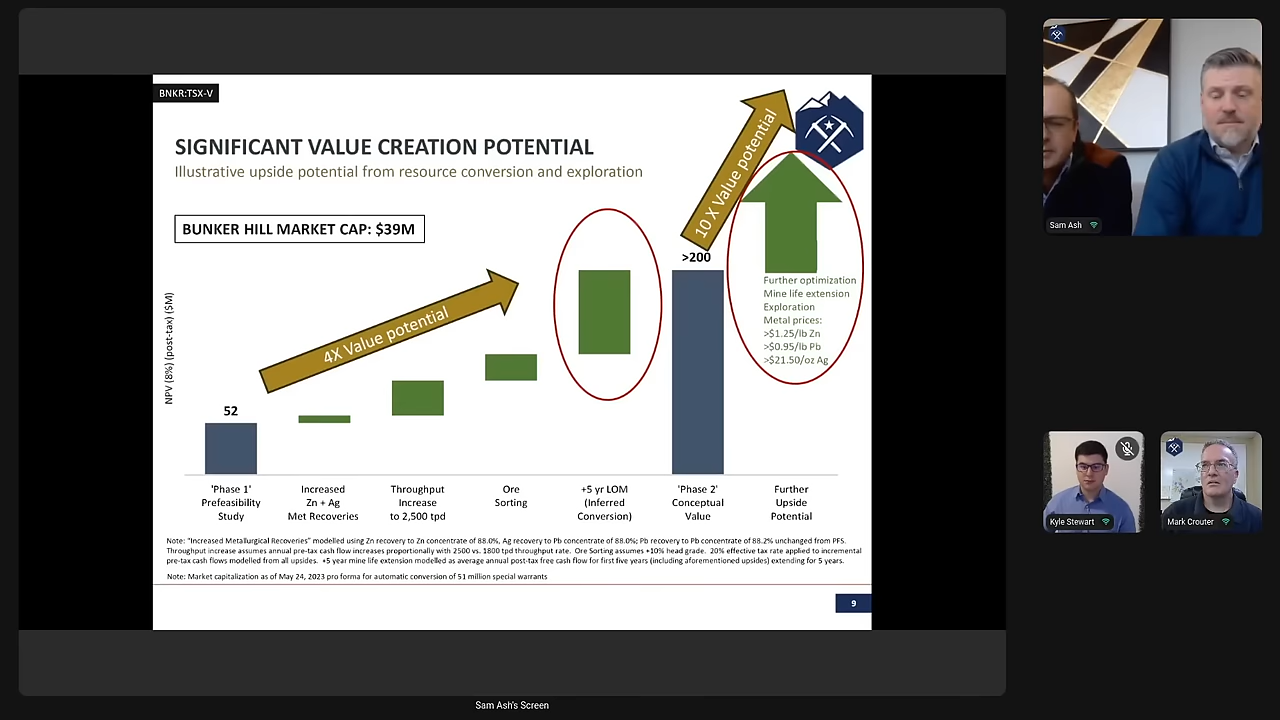 BNKR:TSX-V
SIGNIFICANT VALUE CREATION POTENTIAL
Illustrative upside potential from resource conversion and exploration
BUNKER HILL MARKET CAP: $39M
10 X Value potential
4X Value potential
>200
52
NPV (8%) (post-tax) ($M)
Further optimization
Mine life extension
Exploration
Metal prices:
>$1.25/lb Zn
>$0.95/lb Pb
>$21.50/oz Ag
'Phase 1'
Prefeasibility
Study
Increased
Zn + Ag
Met Recoveries
Throughput
Increase
to 2,500 tpd
Ore
Sorting
+5 yr LOM
(Inferred
Conversion)
'Phase 2'
Conceptual
Value
Further
Upside
Potential
Note: "Increased Metallurgical Recoveries" modelled using Zn recovery to Zn concentrate of 88.0%, Ag recovery to Pb concentrate of 88.0%; Pb recovery to Pb concentrate of 88.2% unchanged from PFS.
Throughput increase assumes annual pre-tax cash flow increases proportionally with 2500 vs. 1800 tpd throughput rate. Ore Sorting assumes +10% head grade. 20% effective tax rate applied to incremental
pre-tax cash flows modelled from all upsides. +5 year mine life extension modelled as average annual post-tax free cash flow for first five years (including aforementioned upsides) extending for 5 years.
Note: Market capitalization as of May 24, 2023 pro forma for automatic conversion of 51 million special warrants
9
Sam Ash's Screen
Sam Ash
Kyle Stewart
Mark Crouter